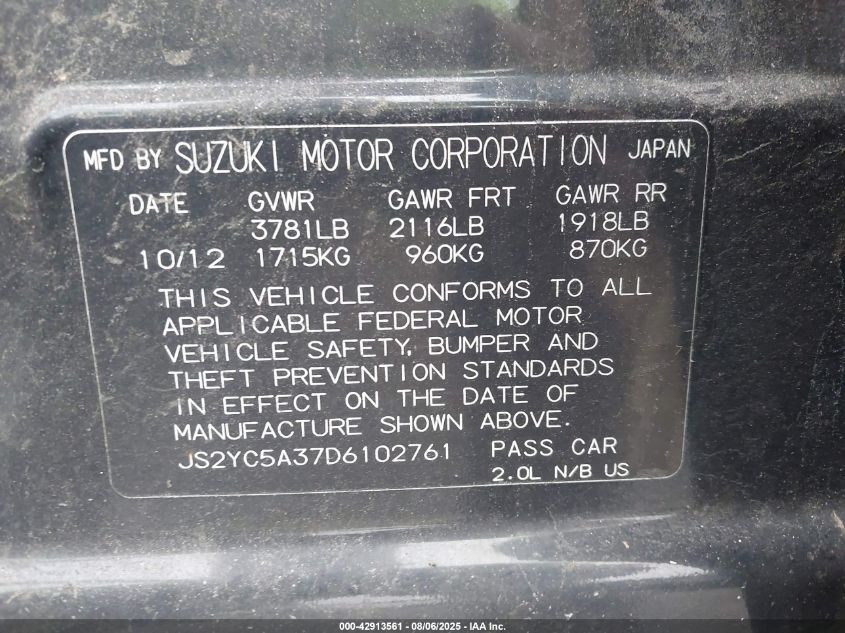 MFD BY SUZUKI MOTOR CORPORATION JAPAN
DATE GVWR GAWR FRT GAWR RR
3781LB 2116LB 1918LB
10/12 1715KG 960KG 870KG
THIS VEHICLE CONFORMS TO ALL
APPLICABLE FEDERAL MOTOR
VEHICLE SAFETY, BUMPER AND
THEFT PREVENTION STANDARDS
IN EFFECT ON THE DATE OF
MANUFACTURE SHOWN ABOVE.
JS2YC5A37D6102761 PASS CAR
2.0L N/B US
000-42913561 - 08/06/2025 - IAA Inc.